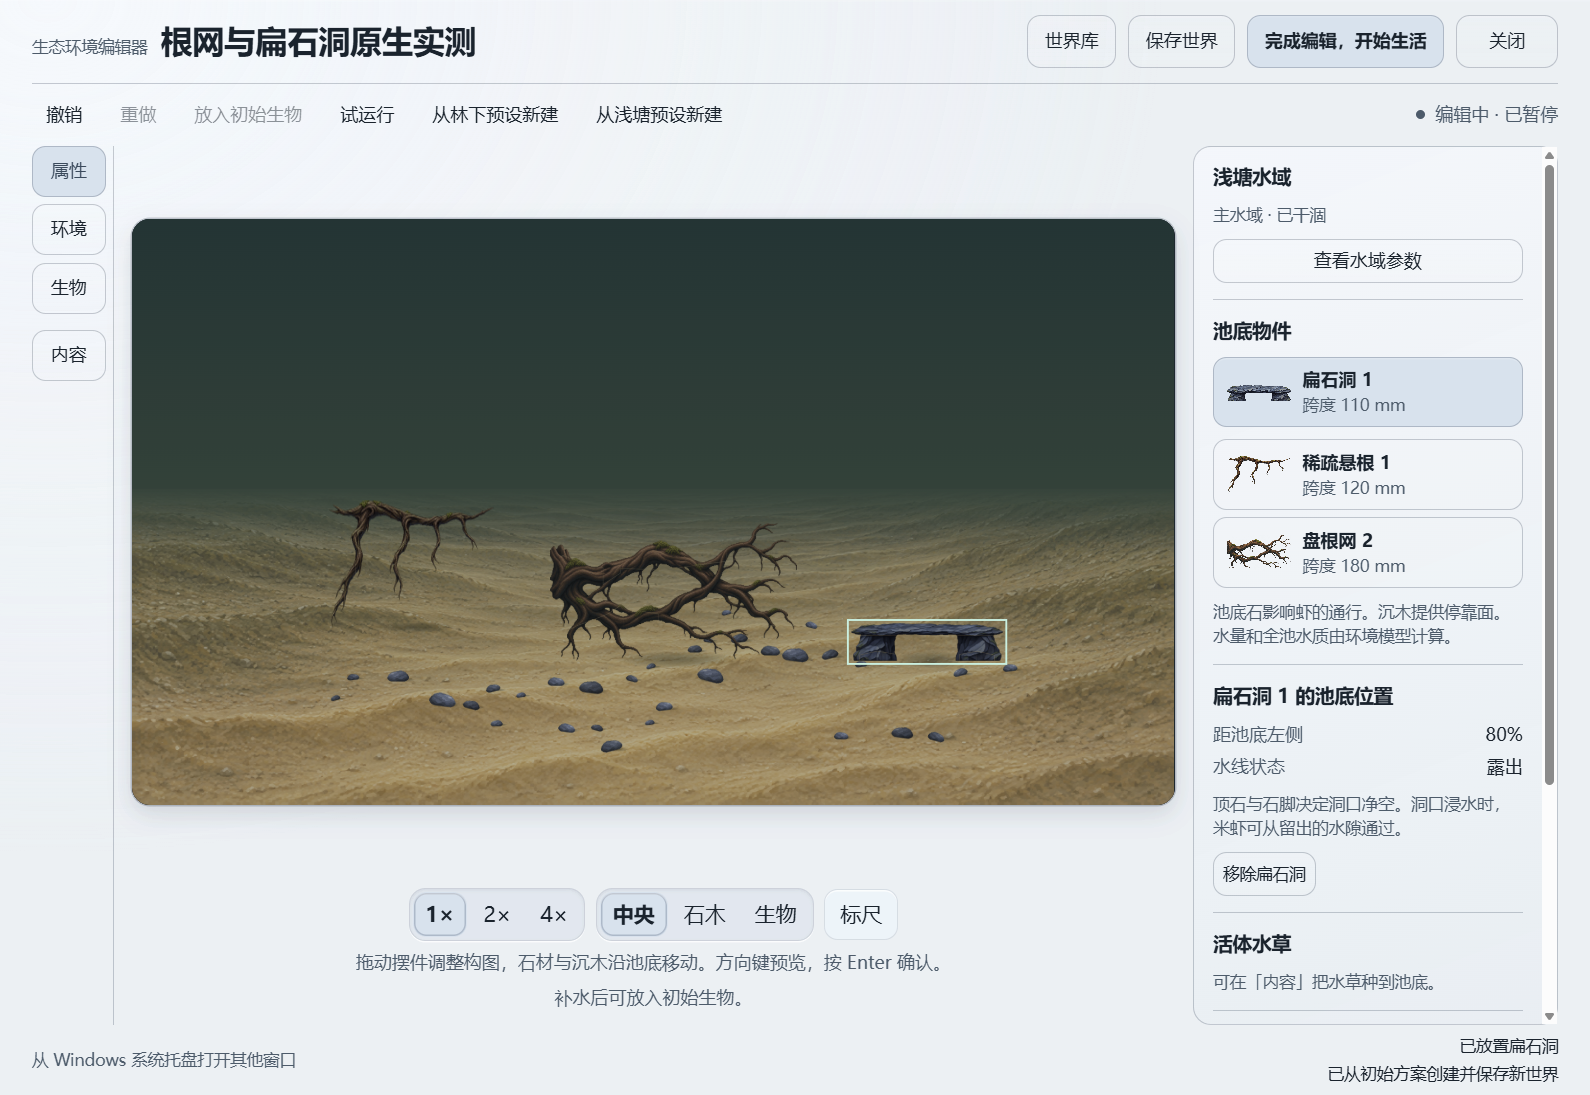 生态环境编辑器 根网与扁石洞原生实测
世界库 保存世界 完成编辑，开始生活 关闭
撤销 重做 放入初始生物 试运行 从林下预设新建 从浅塘预设新建
编辑中 · 已暂停
属性
环境
生物
内容
浅塘水域
主水域 · 已干涸
查看水域参数
池底物件
扁石洞 1
跨度 110 mm
稀疏悬根 1
跨度 120 mm
盘根网 2
跨度 180 mm
池底石影响虾的通行。沉木提供停靠面。
水量和全池水质由环境模型计算。
扁石洞 1 的池底位置
距池底左侧 80%
水线状态 露出
顶石与石脚决定洞口净空。洞口浸水时，
米虾可从留出的水隙通过。
移除扁石洞
活体水草
可在「内容」把水草种到池底。
1× 2× 4× 中央 石木 生物 标尺
拖动摆件调整构图，石材与沉木沿池底移动。方向键预览，按 Enter 确认。
补水后可放入初始生物。
从 Windows 系统托盘打开其他窗口
已放置扁石洞
已从初始方案创建并保存新世界